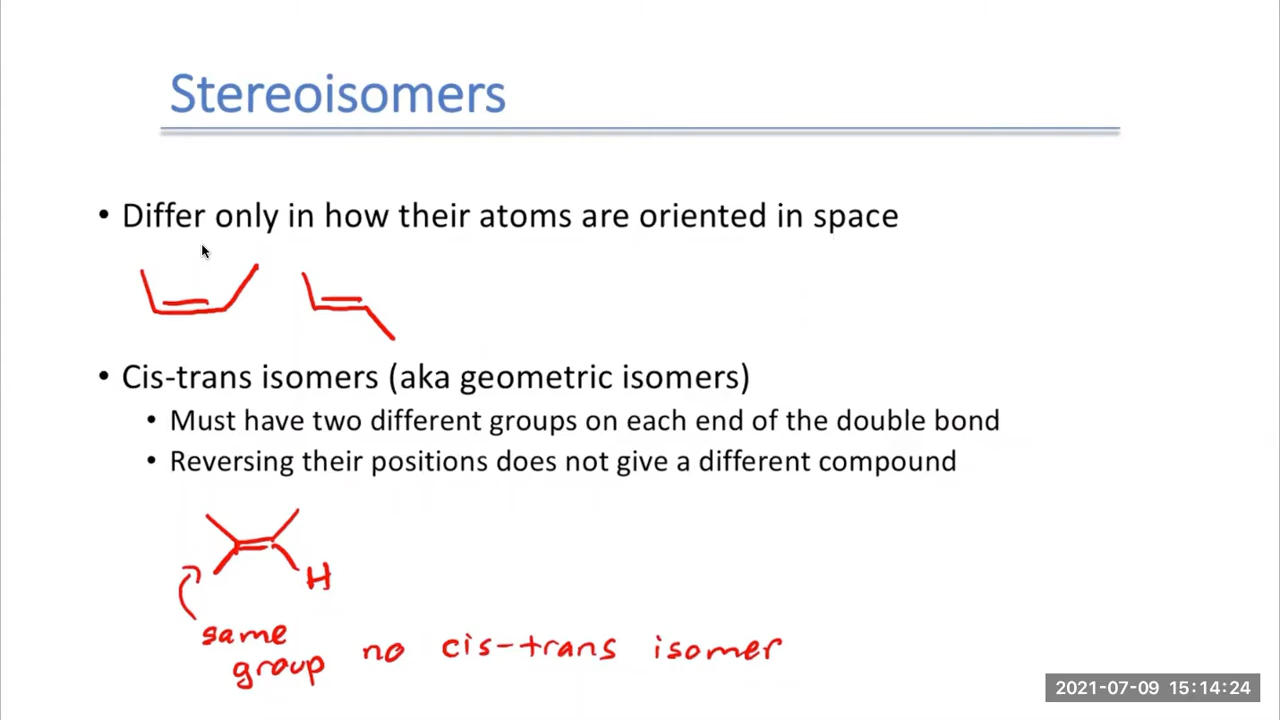 Stereoisomers
• Differ only in how their atoms are oriented in space
• Cis-trans isomers (aka geometric isomers)
• Must have two different groups on each end of the double bond
• Reversing their positions does not give a different compound
H
same
group no cis-trans isomer
2021-07-09 15:14:24